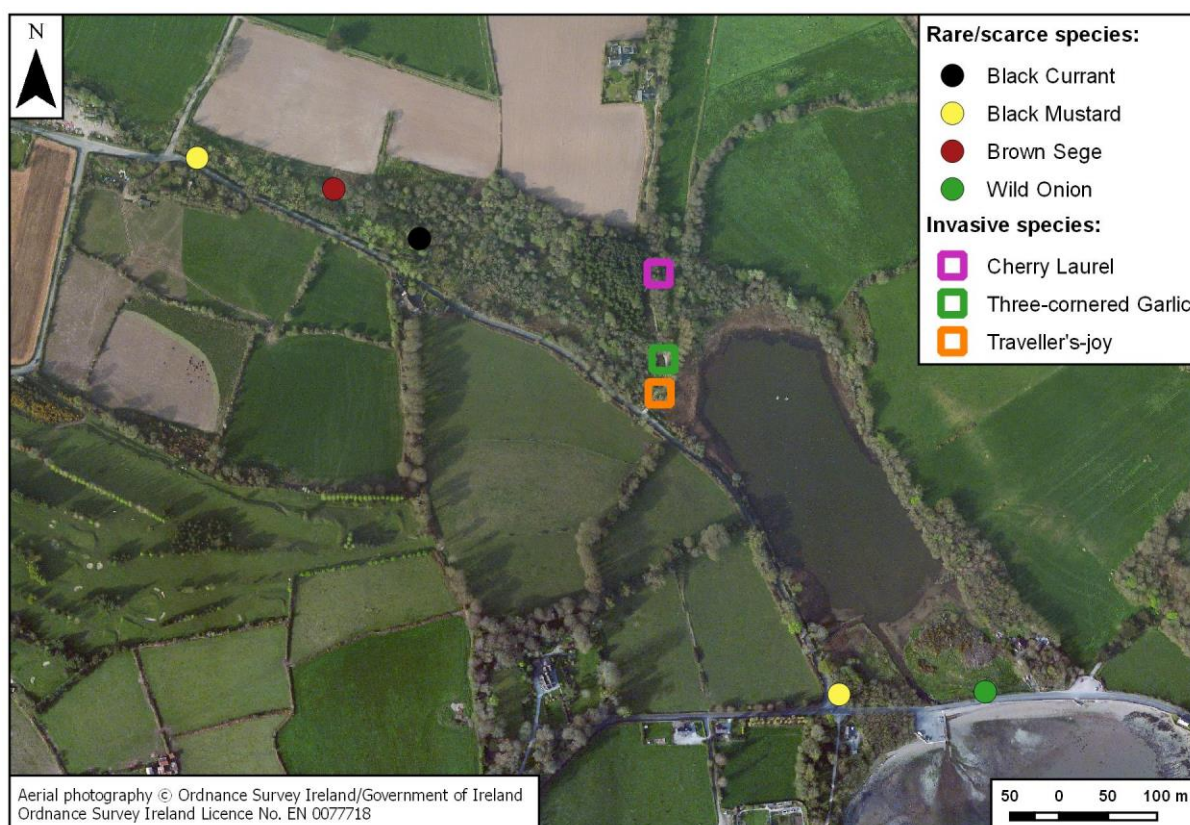 N
Rare/scarce species:
Black Currant
Black Mustard
Brown Sege
Wild Onion
Invasive species:
Cherry Laurel
Three-cornered Garlic
Traveller's-joy
Aerial photography © Ordnance Survey Ireland/Government of Ireland
Ordnance Survey Ireland Licence No. EN 0077718
50 0 50 100 m